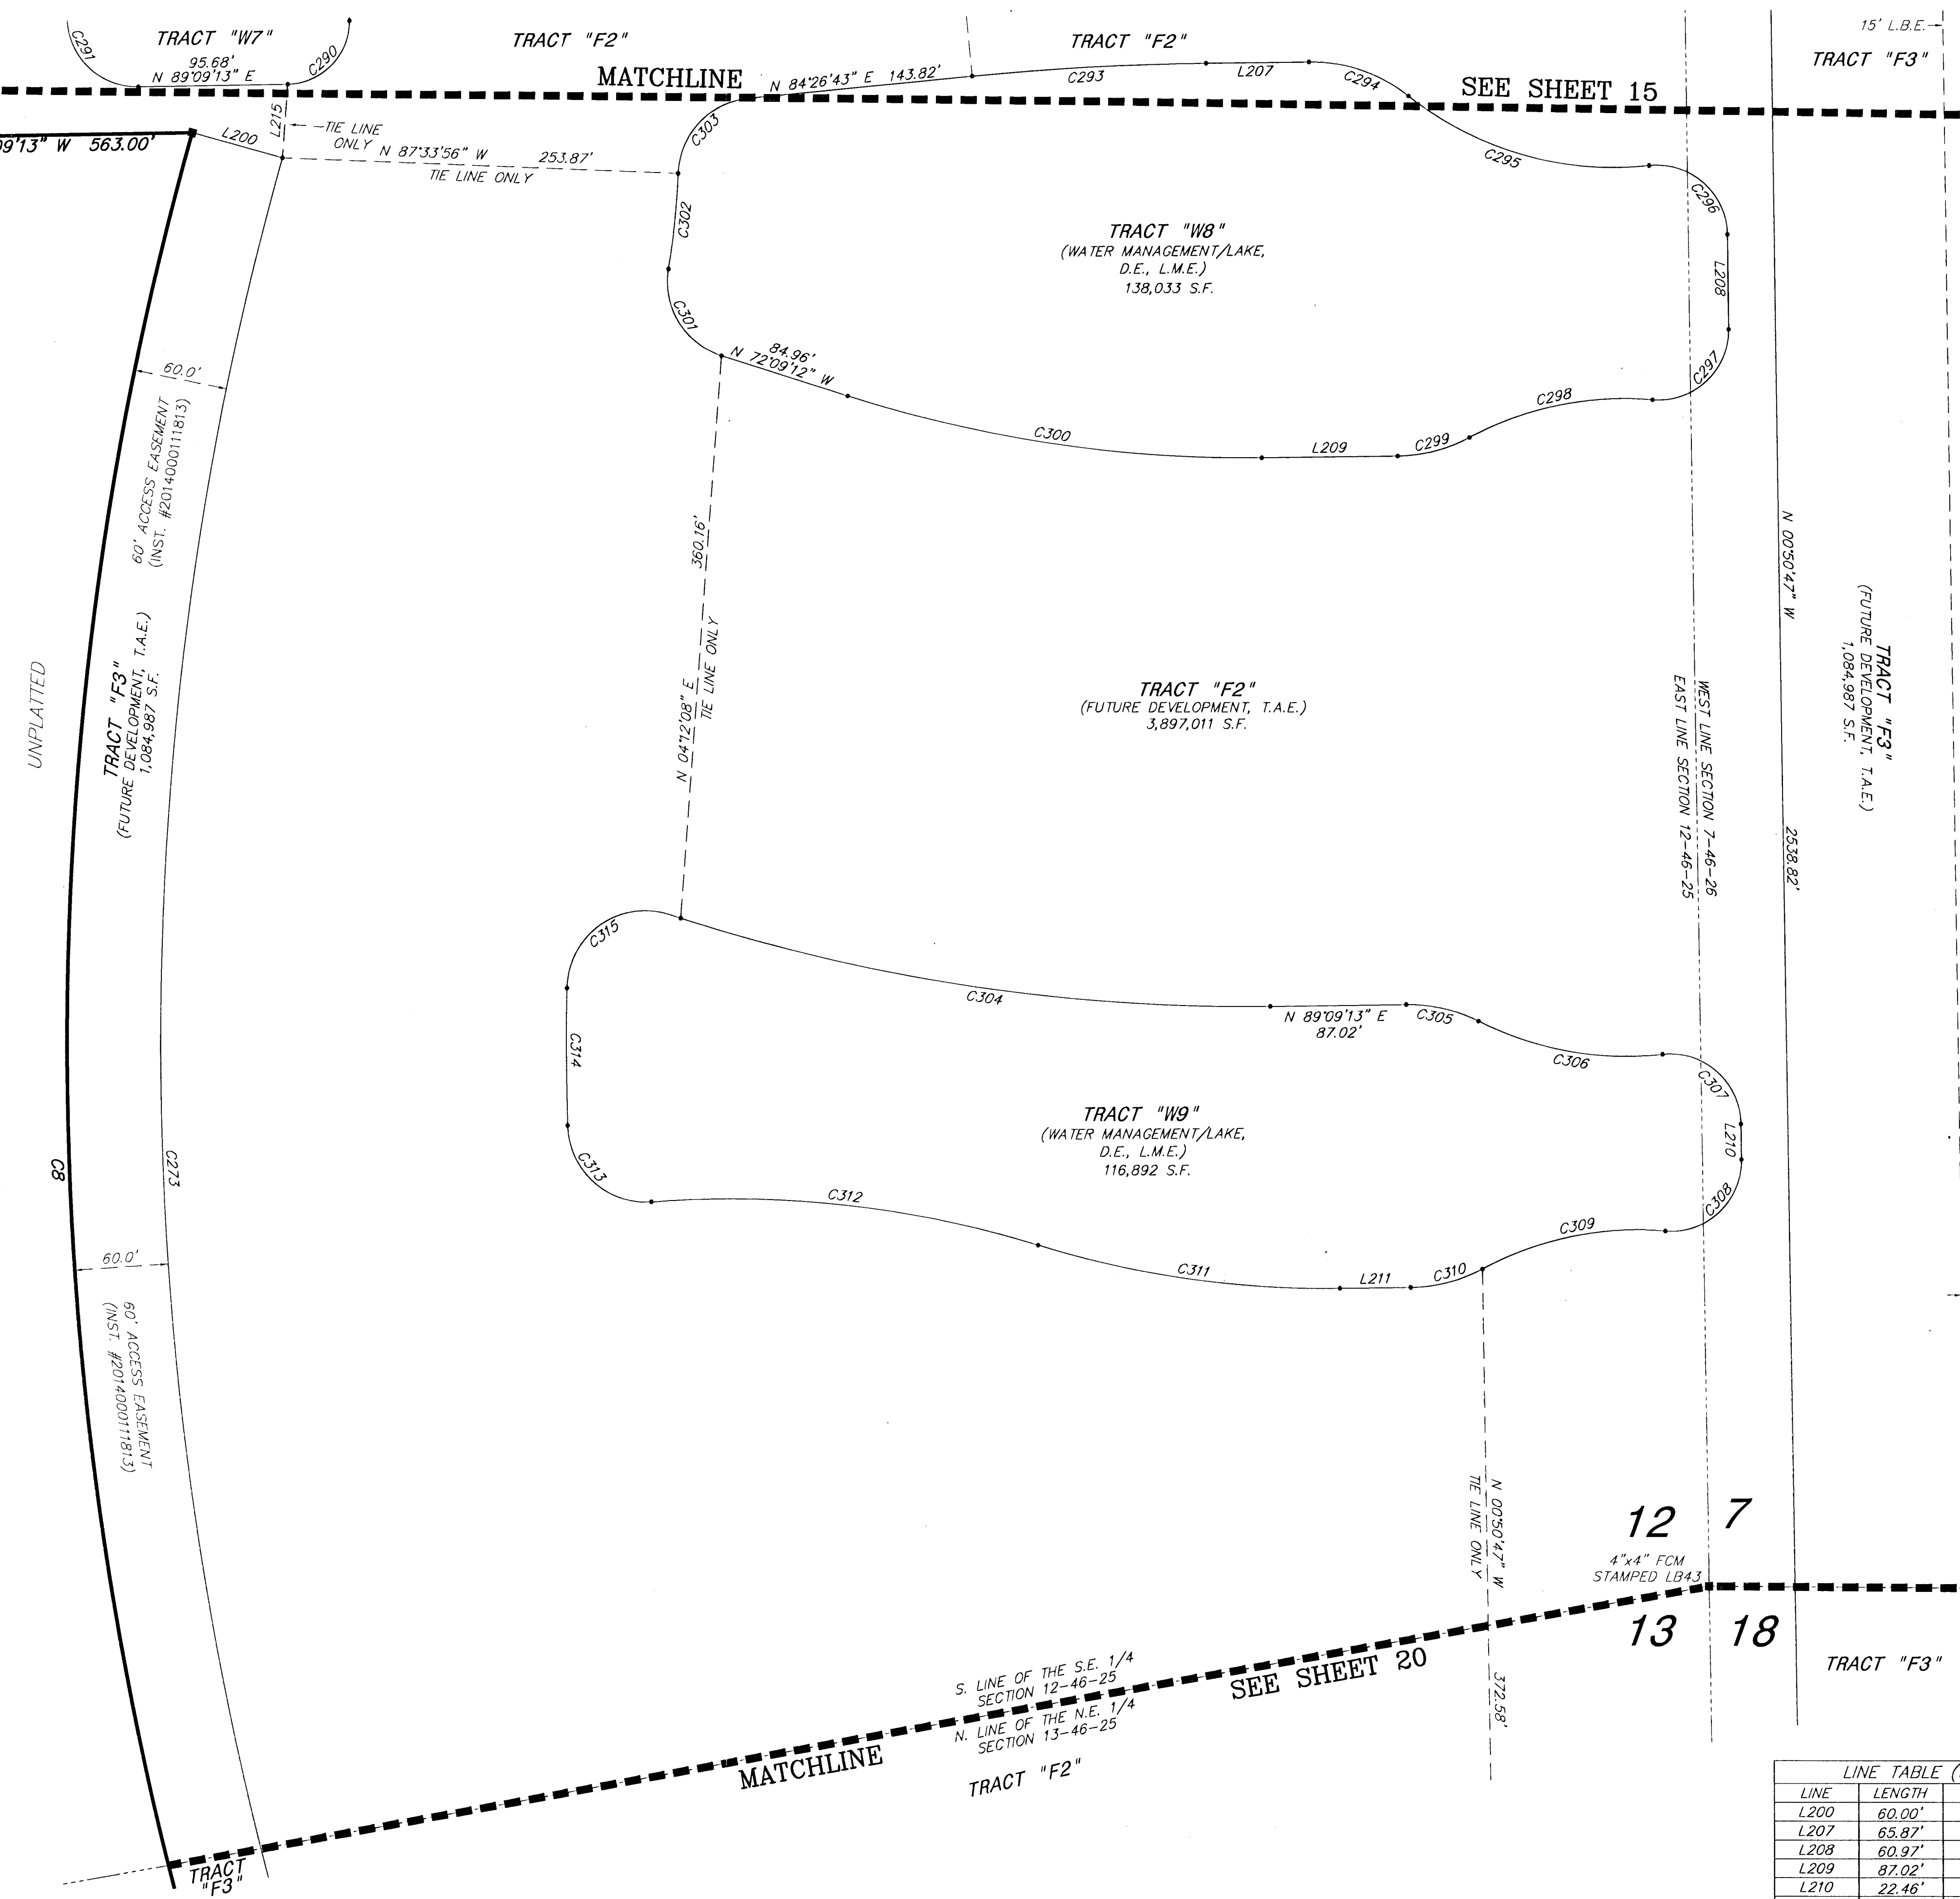 C291
TRACT "W7"
95.68'
N 89°09'13" E
C290
TRACT "F2"
TRACT "F2"
15' L.B.E.
TRACT "F3"
MATCHLINE
N 84°26'43" E 143.82'
C293
L207
C294
SEE SHEET 15
09'13" W 563.00'
L200
L215
TIE LINE
ONLY
N 87°33'56" W 253.87'
TIE LINE ONLY
C303
C295
C296
C302
TRACT "W8"
(WATER MANAGEMENT/LAKE,
D.E., L.M.E.)
138,033 S.F.
L208
C301
84.96'
N 72°09'12" W
C297
C298
C300
L209
C299
60.0'
60' ACCESS EASEMENT
(INST. #2014000111813)
360.16'
N 04°12'08" E
TIE LINE ONLY
N 00°50'47" W
2538.82'
UNPLATTED
TRACT "F3"
(FUTURE DEVELOPMENT, T.A.E.)
1,084,987 S.F.
TRACT "F2"
(FUTURE DEVELOPMENT, T.A.E.)
3,897,011 S.F.
WEST LINE SECTION 7-46-26
EAST LINE SECTION 12-46-25
TRACT "F3"
(FUTURE DEVELOPMENT, T.A.E.)
1,084,987 S.F.
C315
C304
N 89°09'13" E
87.02'
C305
C306
C307
C314
L210
TRACT "W9"
(WATER MANAGEMENT/LAKE,
D.E., L.M.E.)
116,892 S.F.
C8
C273
C313
C312
C308
C309
C311
L211
C310
60.0'
60' ACCESS EASEMENT
(INST. #2014000111813)
N 00°50'47" W
TIE LINE ONLY
372.58'
12
7
4"x4" FCM
STAMPED LB43
13
18
S. LINE OF THE S.E. 1/4
SECTION 12-46-25
N. LINE OF THE N.E. 1/4
SECTION 13-46-25
SEE SHEET 20
MATCHLINE
TRACT "F2"
TRACT "F3"
TRACT
"F3"
LINE TABLE (
LINE LENGTH
L200 60.00'
L207 65.87'
L208 60.97'
L209 87.02'
L210 22.46'